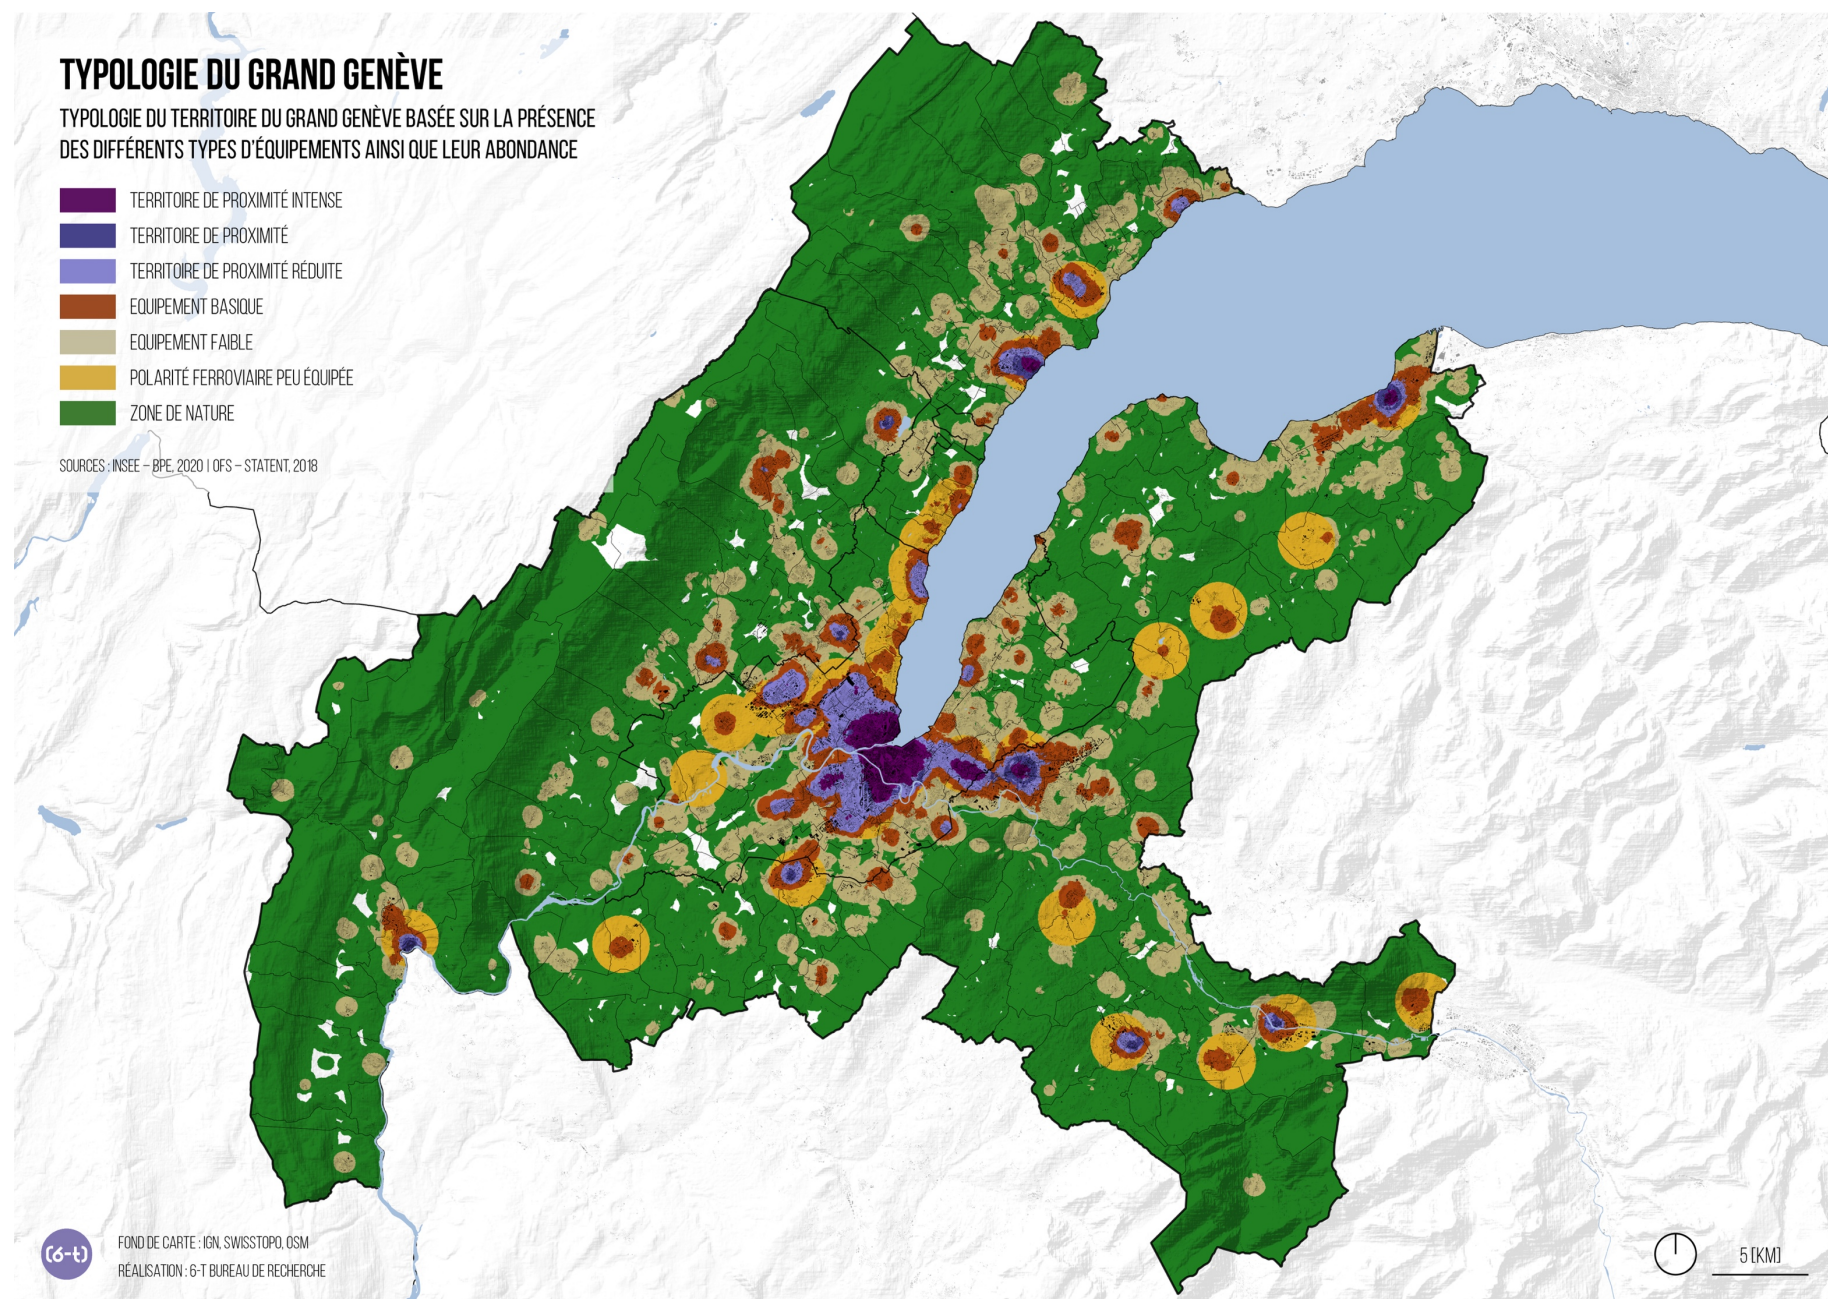 TYPOLOGIE DU GRAND GENÈVE
TYPOLOGIE DU TERRITOIRE DU GRAND GENÈVE BASÉE SUR LA PRÉSENCE
DES DIFFÉRENTS TYPES D'ÉQUIPEMENTS AINSI QUE LEUR ABONDANCE
TERRITOIRE DE PROXIMITÉ INTENSE
TERRITOIRE DE PROXIMITÉ
TERRITOIRE DE PROXIMITÉ RÉDUITE
EQUIPEMENT BASIQUE
EQUIPEMENT FAIBLE
POLARITÉ FERROVIAIRE PEU ÉQUIPÉE
ZONE DE NATURE
SOURCES : INSEE – BPE, 2020 | OFS – STATENT, 2018
(6-t)
FOND DE CARTE : IGN, SWISSTOPO, OSM
RÉALISATION : 6-T BUREAU DE RECHERCHE
5 [KM]